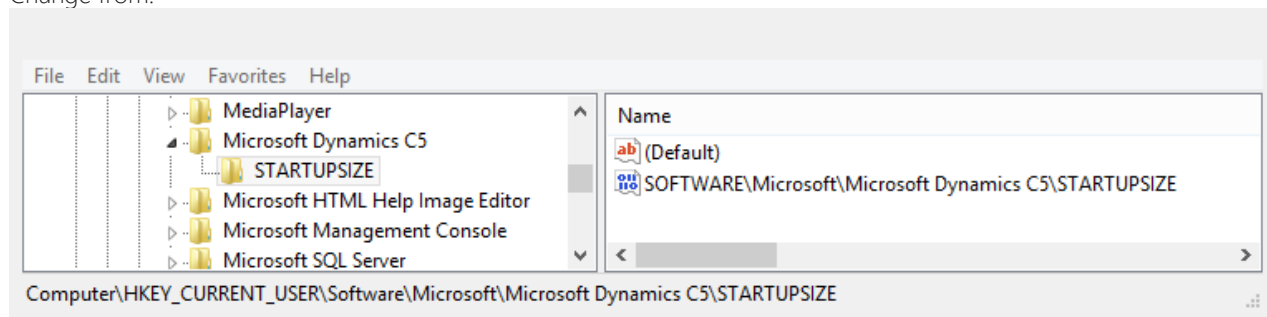 Change from:
File Edit View Favorites Help
MediaPlayer
Microsoft Dynamics C5
STARTUPSIZE
Microsoft HTML Help Image Editor
Microsoft Management Console
Microsoft SQL Server
Name
(Default)
SOFTWARE\Microsoft\Microsoft Dynamics C5\STARTUPSIZE
Computer\HKEY_CURRENT_USER\Software\Microsoft\Microsoft Dynamics C5\STARTUPSIZE